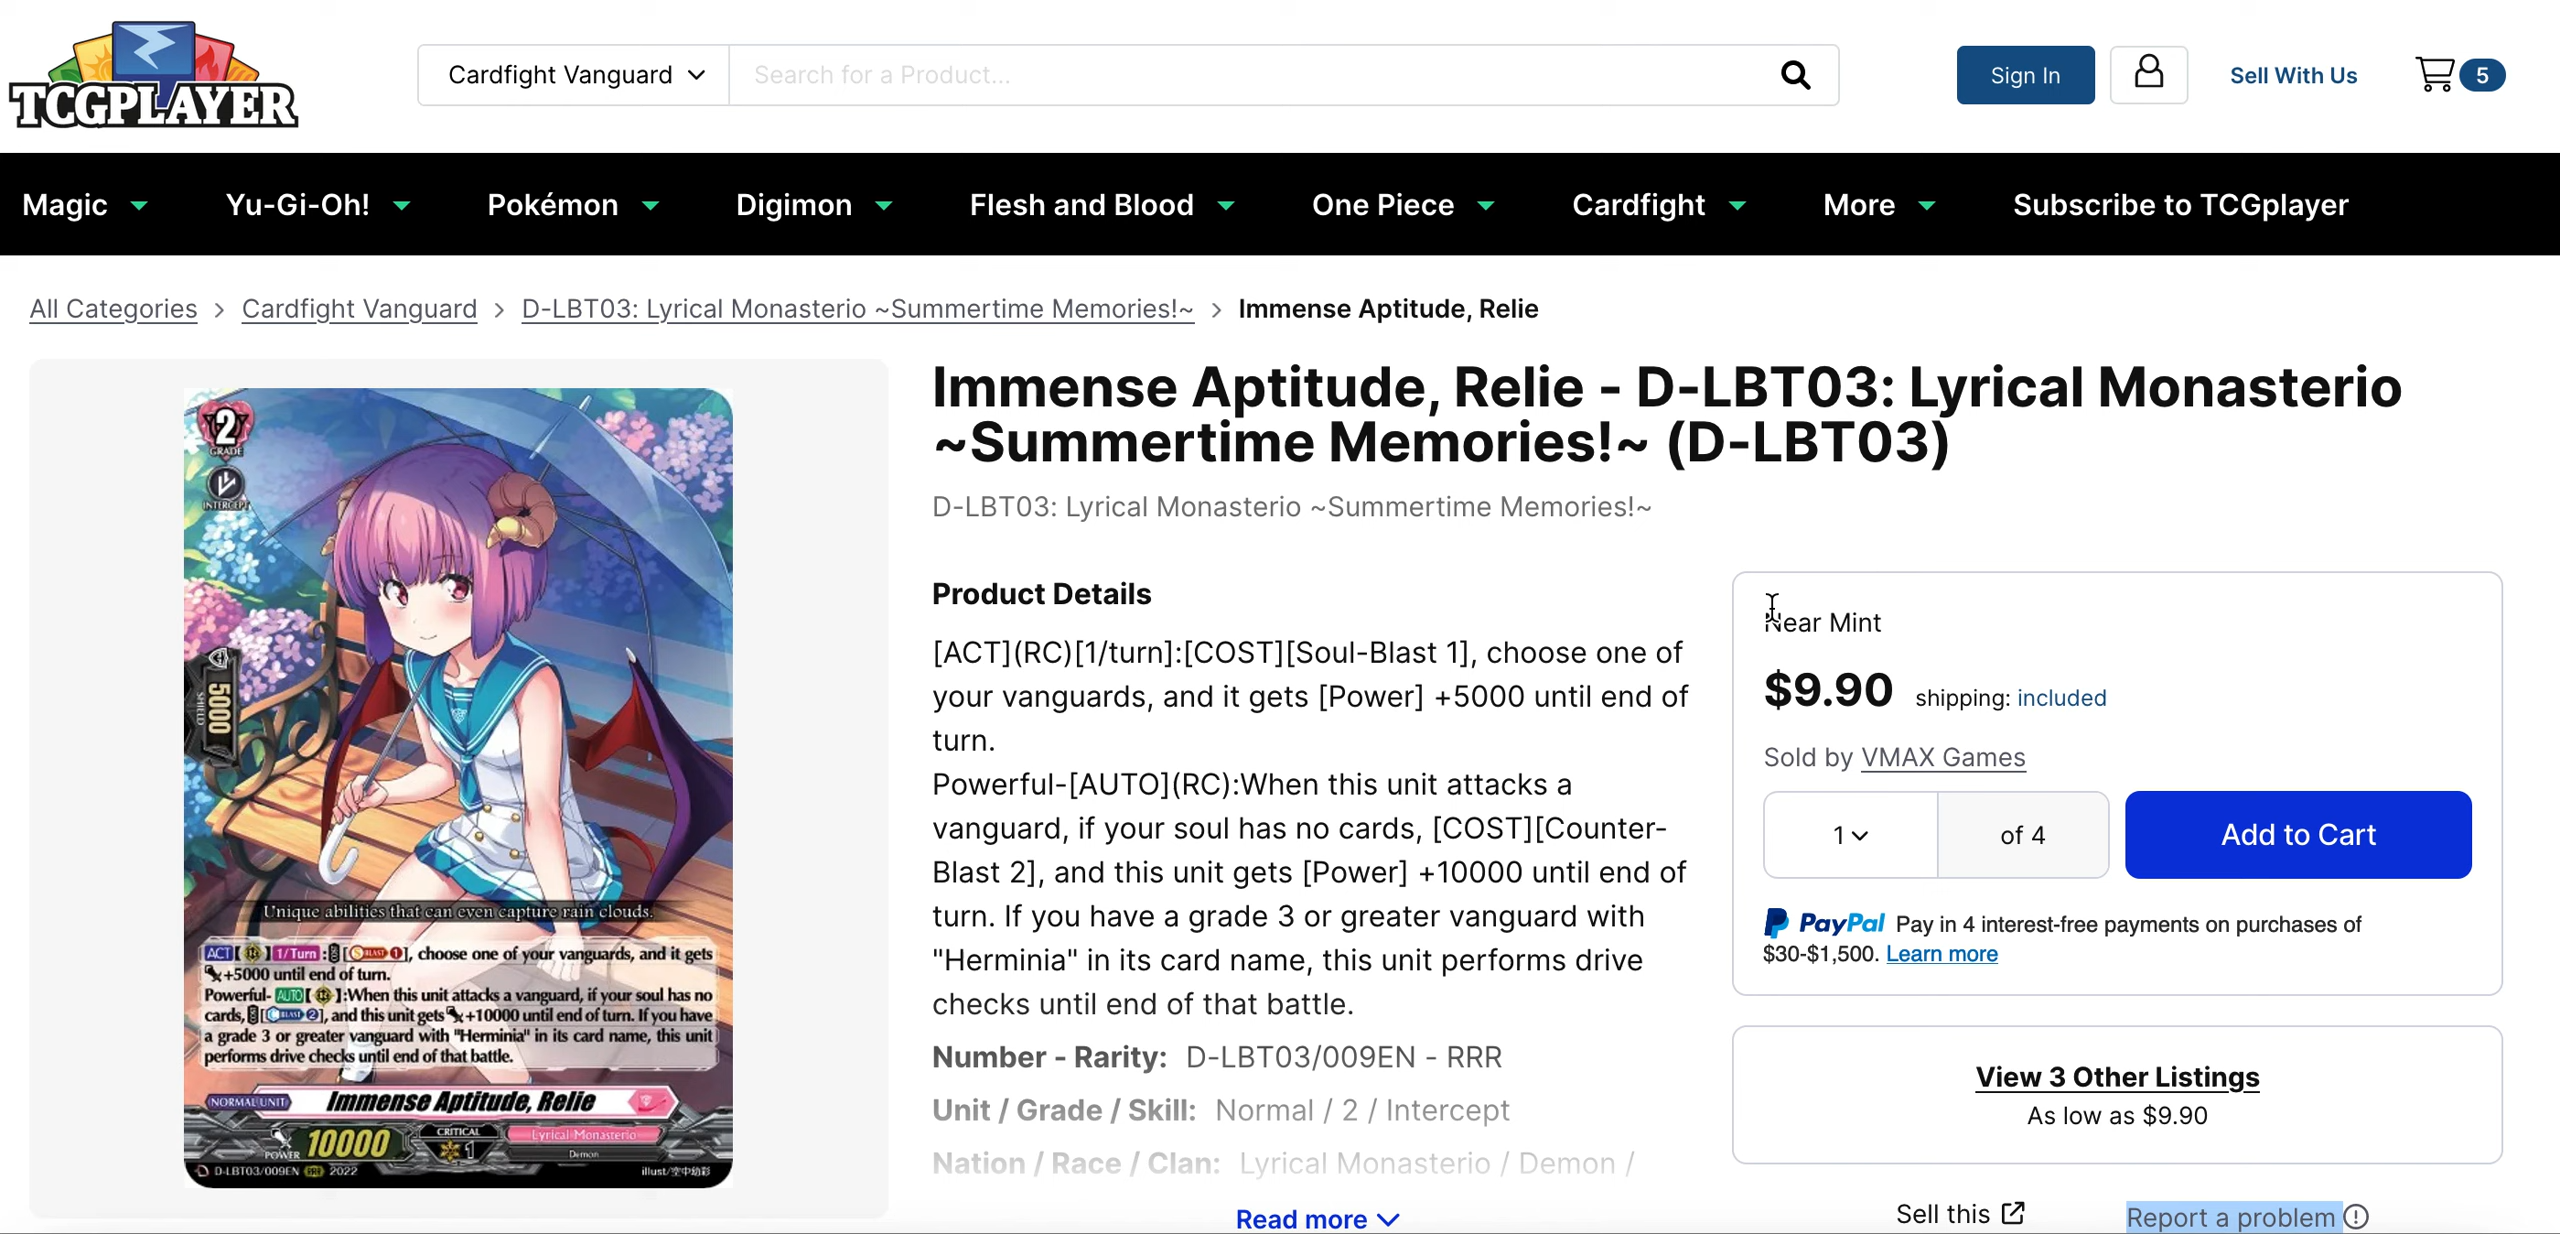 TCGPLAYER
Cardfight Vanguard
Search for a Product...
Sign In
Sell With Us
5
Magic
Yu-Gi-Oh!
Pokémon
Digimon
Flesh and Blood
One Piece
Cardfight
More
Subscribe to TCGplayer
All Categories > Cardfight Vanguard > D-LBT03: Lyrical Monasterio ~Summertime Memories!~ > Immense Aptitude, Relie
2
GRADE
INTERCEPT
5000
SHIELD
Unique abilities that can even capture rain clouds.
ACT【】1/Turn:[S BLAST 1], choose one of your vanguards, and it gets
+5000 until end of turn.
Powerful- AUTO【】:When this unit attacks a vanguard, if your soul has no
cards, [C BLAST 2], and this unit gets +10000 until end of turn. If you have
a grade 3 or greater vanguard with "Herminia" in its card name, this unit
performs drive checks until end of that battle.
NORMAL UNIT
Immense Aptitude, Relie
POWER 10000
CRITICAL
1
Lyrical Monasterio
Demon
D-LBT03/009EN RRR 2022
illust/空中幼彩
Immense Aptitude, Relie - D-LBT03: Lyrical Monasterio
~Summertime Memories!~ (D-LBT03)
D-LBT03: Lyrical Monasterio ~Summertime Memories!~
Product Details
[ACT](RC)[1/turn]:[COST][Soul-Blast 1], choose one of
your vanguards, and it gets [Power] +5000 until end of
turn.
Powerful-[AUTO](RC):When this unit attacks a
vanguard, if your soul has no cards, [COST][Counter-
Blast 2], and this unit gets [Power] +10000 until end of
turn. If you have a grade 3 or greater vanguard with
"Herminia" in its card name, this unit performs drive
checks until end of that battle.
Number - Rarity: D-LBT03/009EN - RRR
Unit / Grade / Skill: Normal / 2 / Intercept
Nation / Race / Clan: Lyrical Monasterio / Demon /
Read more
Near Mint
$9.90 shipping: included
Sold by VMAX Games
1
of 4
Add to Cart
PayPal Pay in 4 interest-free payments on purchases of
$30-$1,500. Learn more
View 3 Other Listings
As low as $9.90
Sell this
Report a problem